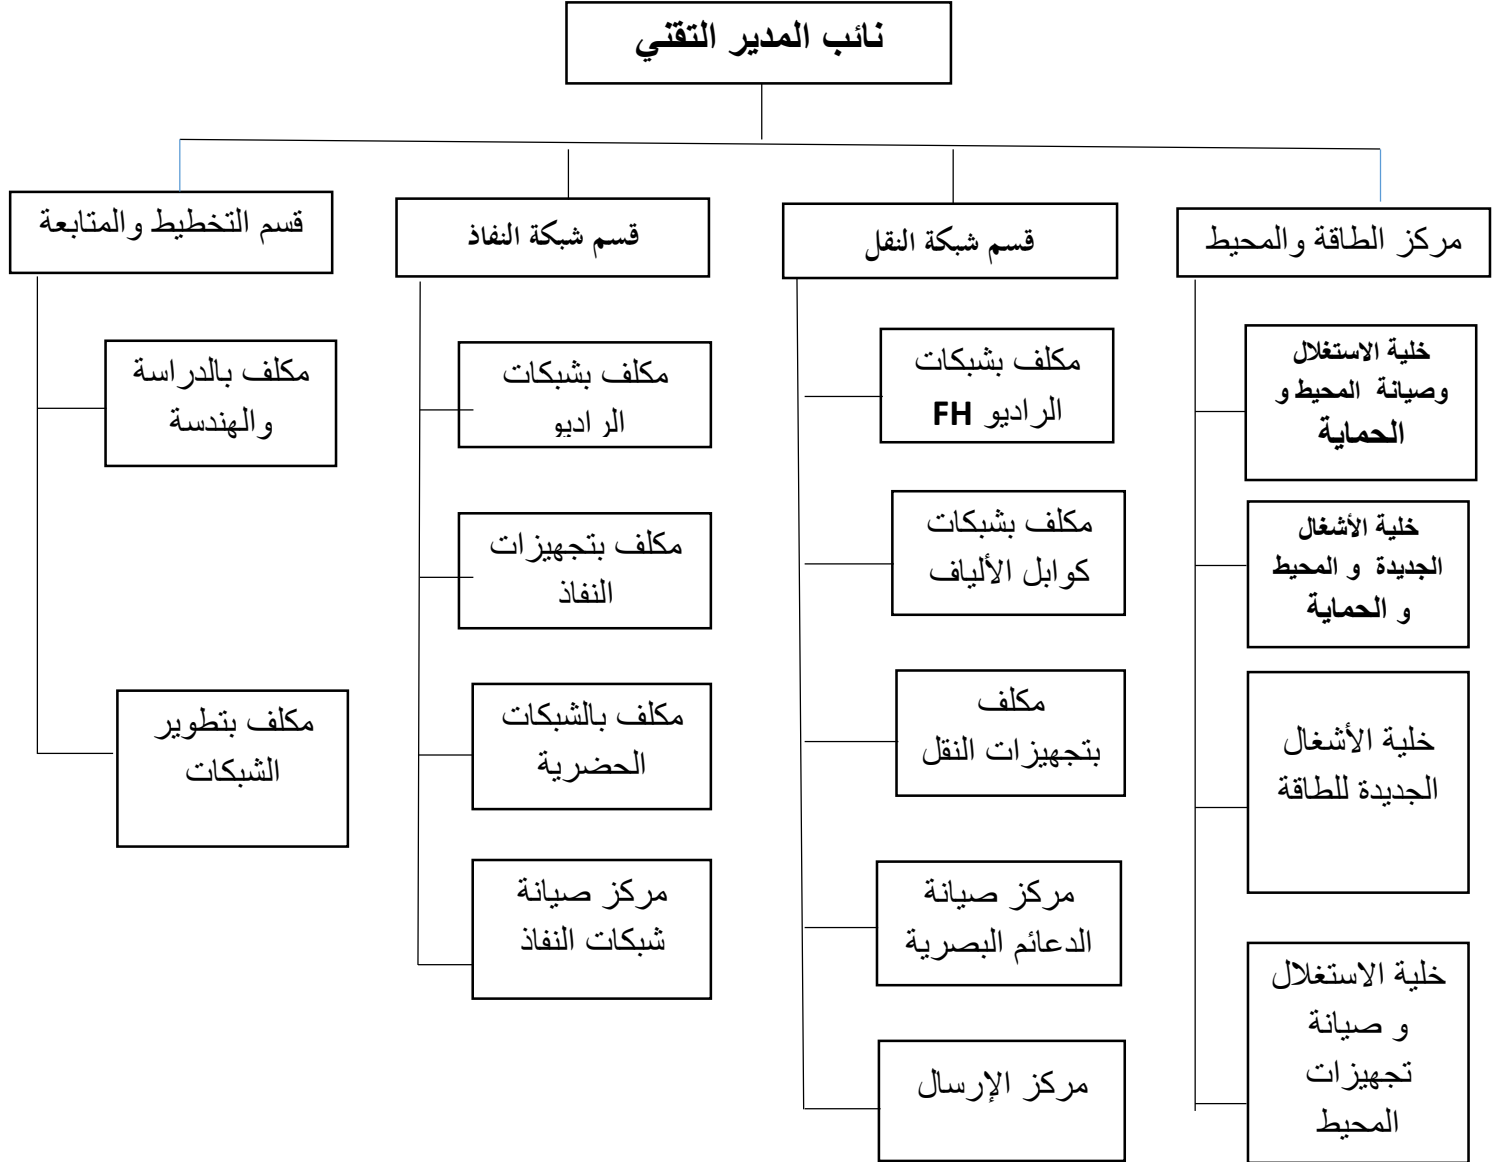 نائب المدير التقني
مركز الطاقة والمحيط
قسم شبكة النقل
قسم شبكة النفاذ
قسم التخطيط والمتابعة
خلية الاستغلال
وصيانة المحيط و
الحماية
خلية الأشغال
الجديدة و المحيط
و الحماية
خلية الأشغال
الجديدة للطاقة
خلية الاستغلال
و صيانة
تجهيزات
المحيط
مكلف بشبكات
الراديو FH
مكلف بشبكات
كوابل الألياف
مكلف
بتجهيزات النقل
مركز صيانة
الدعائم البصرية
مركز الإرسال
مكلف بشبكات
الراديو
مكلف بتجهيزات
النفاذ
مكلف بالشبكات
الحضرية
مركز صيانة
شبكات النفاذ
مكلف بالدراسة
والهندسة
مكلف بتطوير
الشبكات